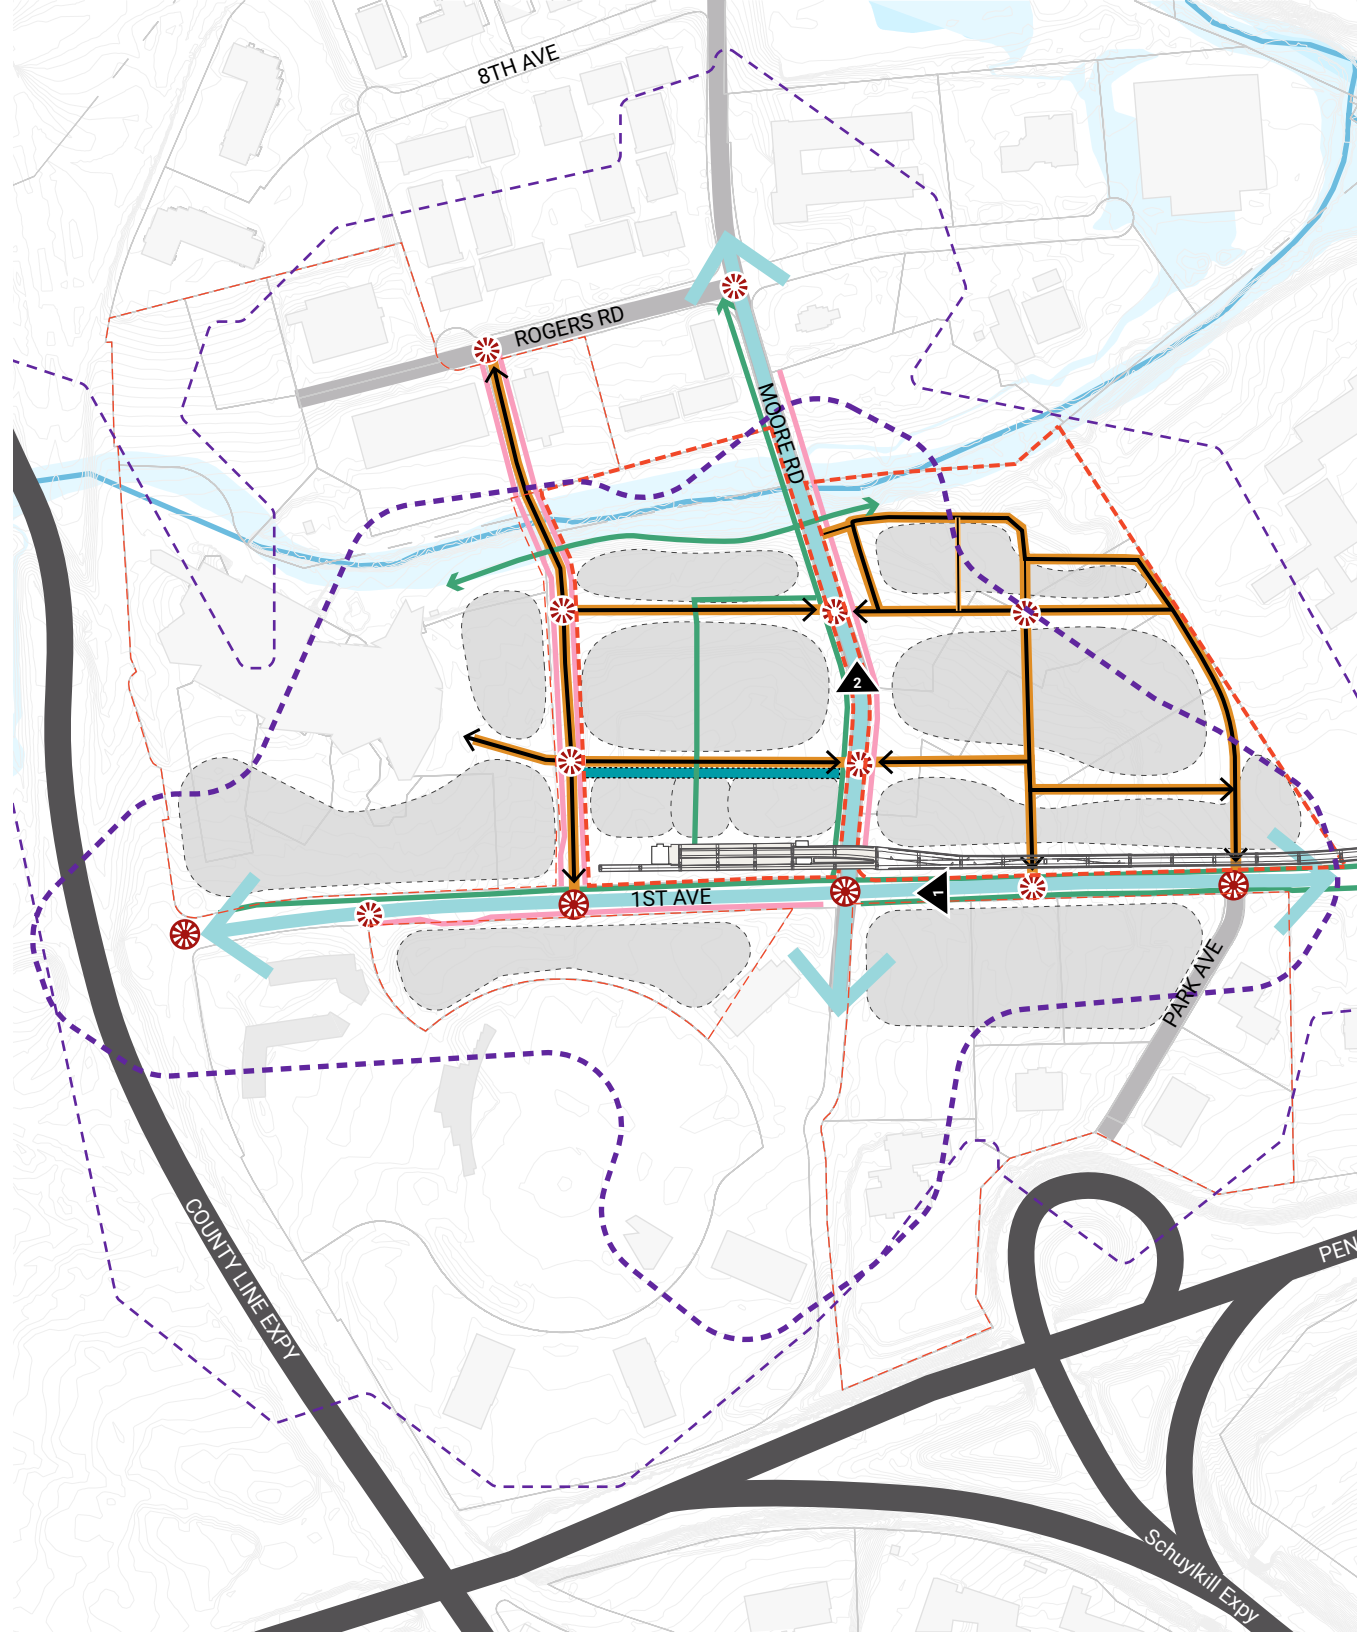 8TH AVE
ROGERS RD
MOORE RD
2
1
1ST AVE
PARK AVE
COUNTY LINE EXPY
PEN
Schuylkill Expy